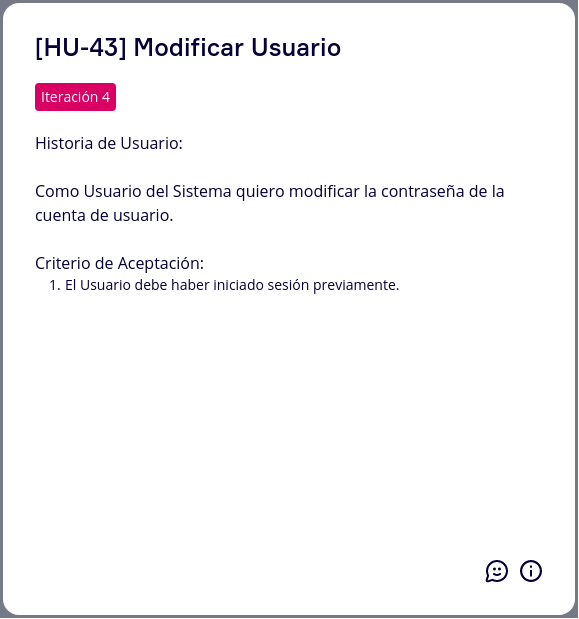 [HU-43] Modificar Usuario
Iteración 4
Historia de Usuario:
Como Usuario del Sistema quiero modificar la contraseña de la
cuenta de usuario.
Criterio de Aceptación:
1. El Usuario debe haber iniciado sesión previamente.